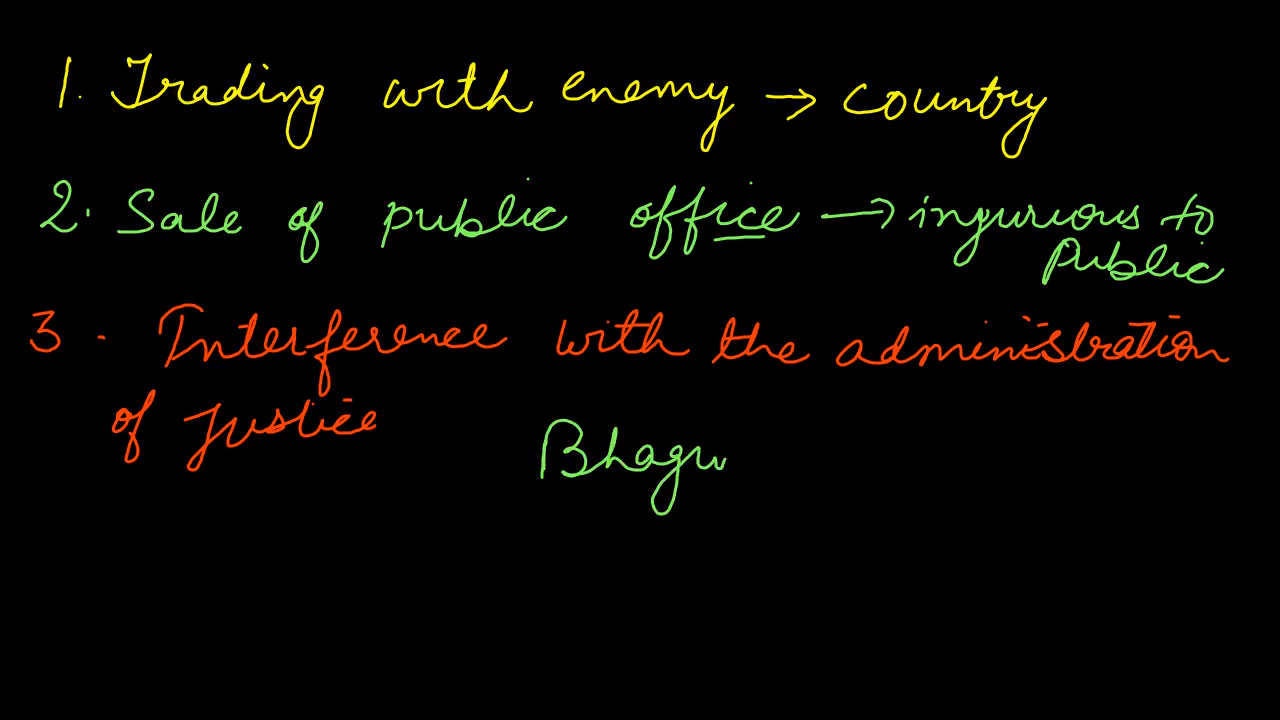 1. Trading with enemy → country
2. Sale of public office → ingurious to
public
3. Interference with the administration
of justice
Bhagw